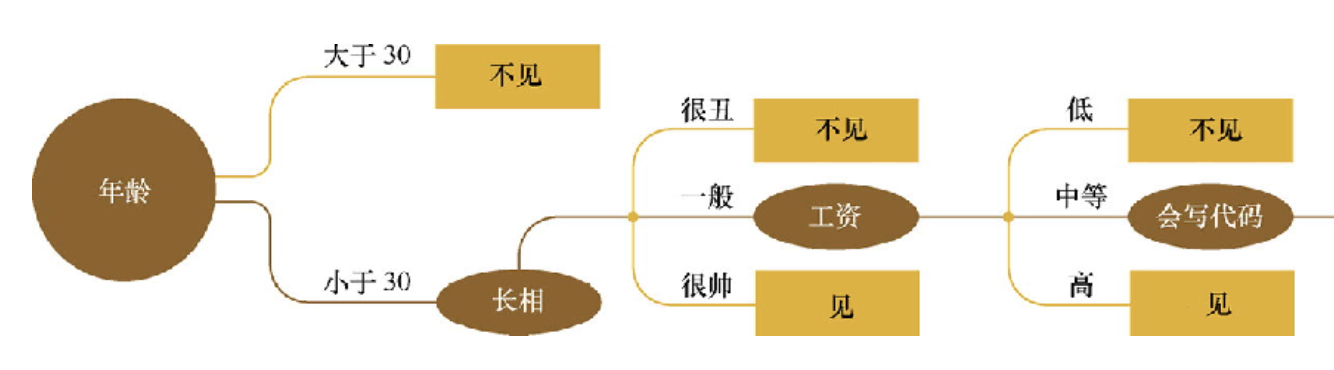 年龄
大于 30
不见
小于 30
长相
很丑
不见
一般
工资
很帅
见
低
不见
中等
会写代码
高
见